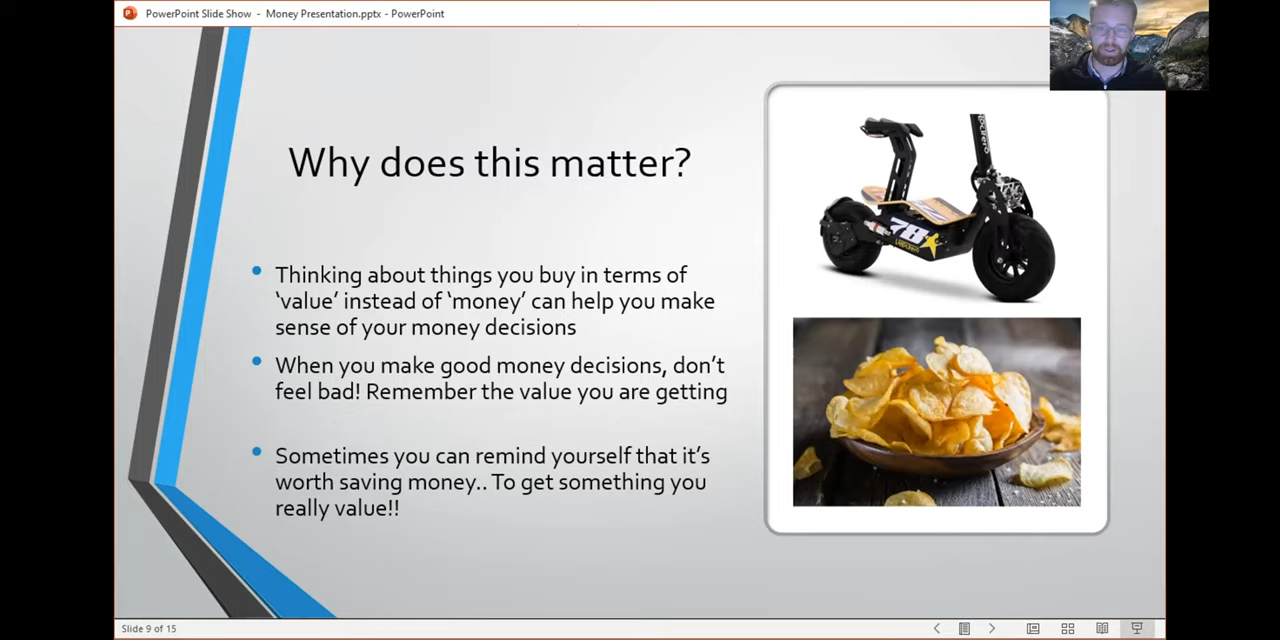 PowerPoint Slide Show - Money Presentation.pptx - PowerPoint
Why does this matter?
Thinking about things you buy in terms of
‘value’ instead of ‘money’ can help you make
sense of your money decisions
When you make good money decisions, don’t
feel bad! Remember the value you are getting
Sometimes you can remind yourself that it’s
worth saving money.. To get something you
really value!!
78
Slide 9 of 15